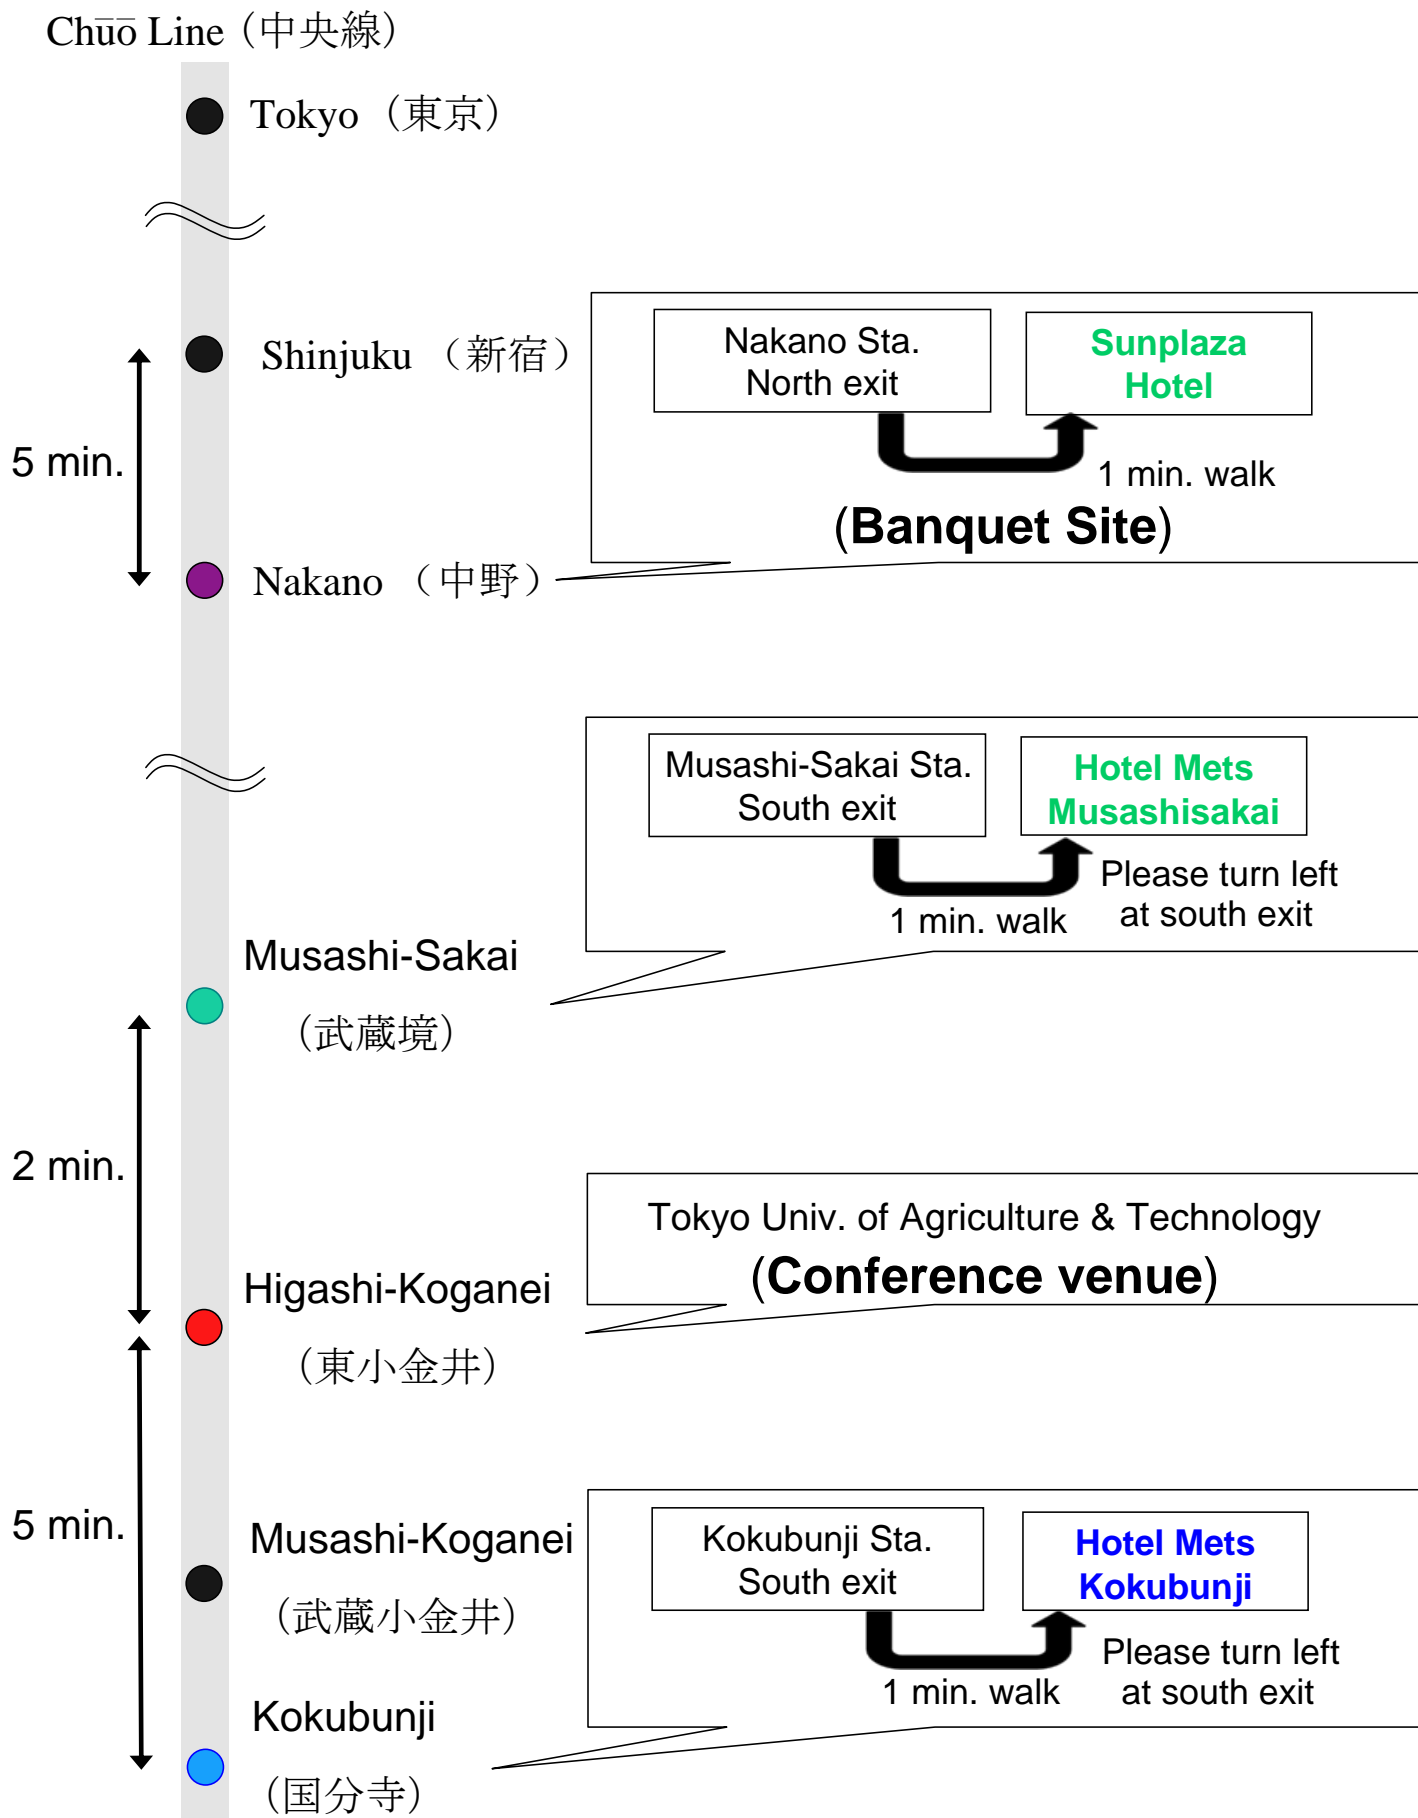 Chūō Line (中央線)
Tokyo （東京）
Shinjuku （新宿）
5 min.
Nakano Sta.
North exit
Sunplaza
Hotel
1 min. walk
(Banquet Site)
Nakano （中野）
Musashi-Sakai Sta.
South exit
Hotel Mets
Musashisakai
1 min. walk
Please turn left
at south exit
Musashi-Sakai
（武蔵境）
2 min.
Tokyo Univ. of Agriculture & Technology
(Conference venue)
Higashi-Koganei
（東小金井）
5 min.
Musashi-Koganei
（武蔵小金井）
Kokubunji Sta.
South exit
Hotel Mets
Kokubunji
1 min. walk
Please turn left
at south exit
Kokubunji
（国分寺）